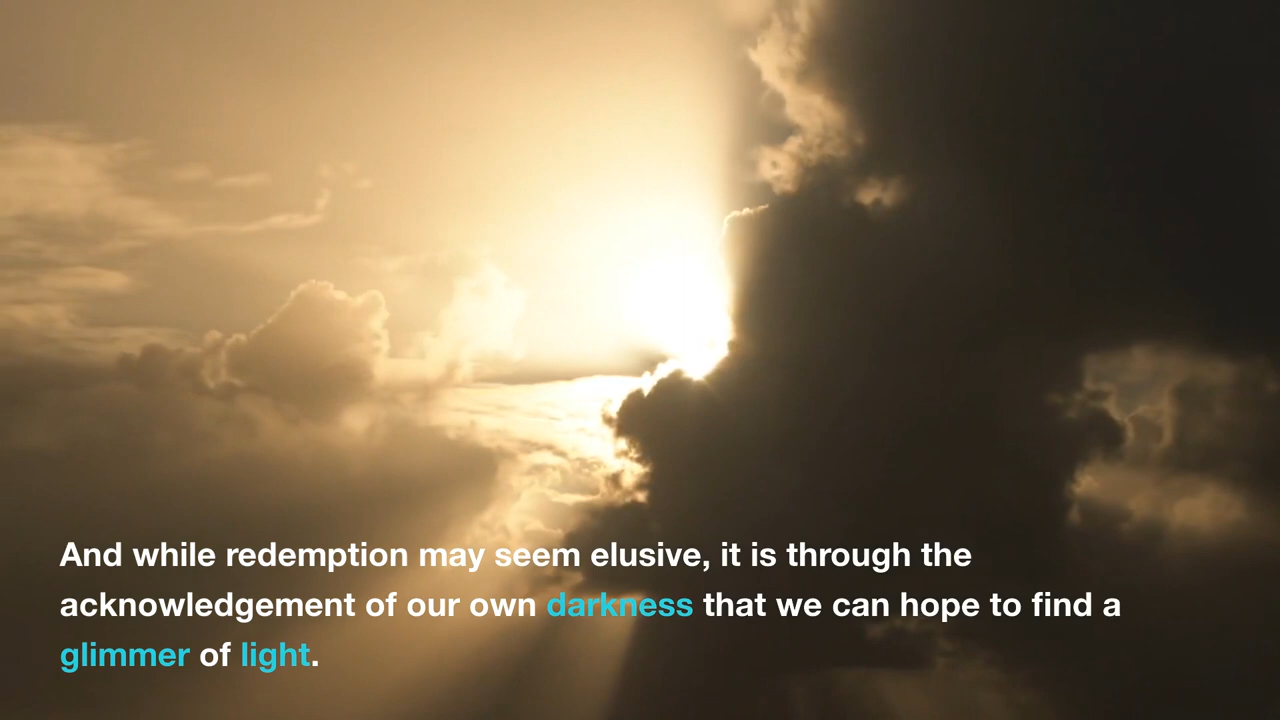 And while redemption may seem elusive, it is through the
acknowledgement of our own darkness that we can hope to find a
glimmer of light.